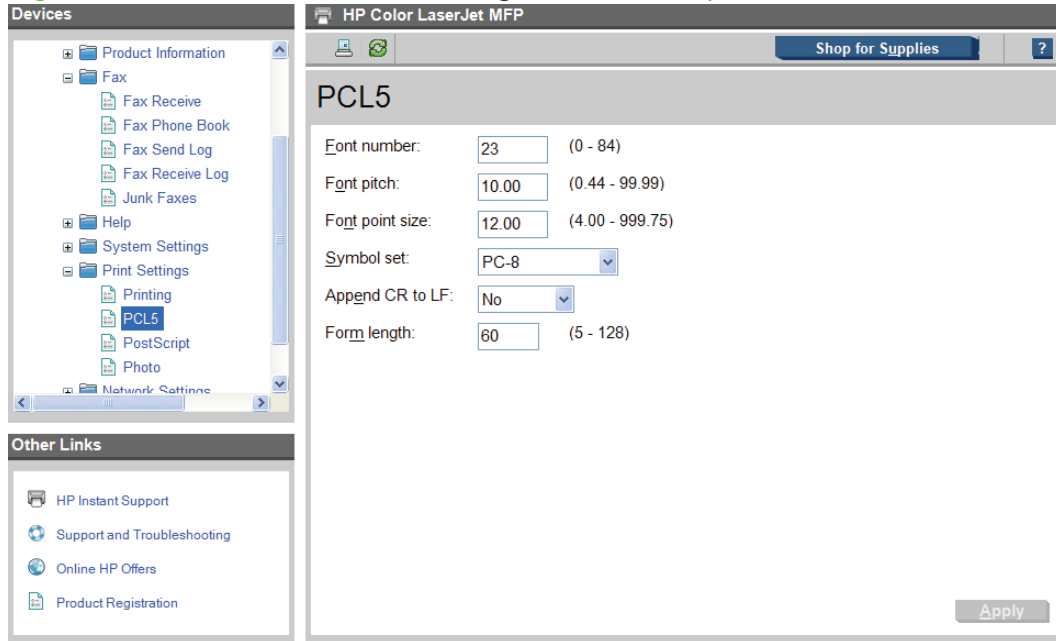 Devices
Product Information
Fax
Fax Receive
Fax Phone Book
Fax Send Log
Fax Receive Log
Junk Faxes
Help
System Settings
Print Settings
Printing
PCL5
PostScript
Photo
Network Settings
Other Links
HP Instant Support
Support and Troubleshooting
Online HP Offers
Product Registration
HP Color LaserJet MFP
Shop for Supplies
?
PCL5
Font number: 23 (0 - 84)
Font pitch: 10.00 (0.44 - 99.99)
Font point size: 12.00 (4.00 - 999.75)
Symbol set: PC-8
Append CR to LF: No
Form length: 60 (5 - 128)
Apply